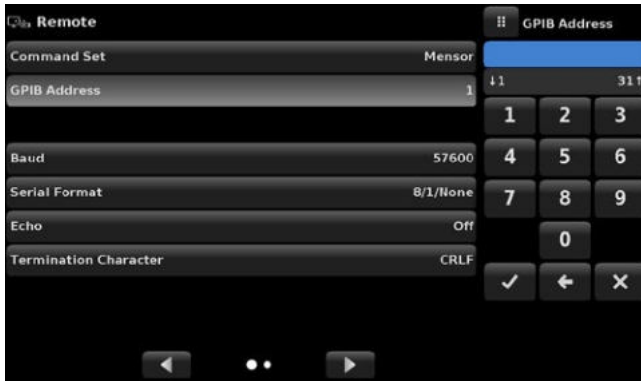 Remote
Command Set Mensor
GPIB Address 1
Baud 57600
Serial Format 8/1/None
Echo Off
Termination Character CRLF
GPIB Address
↓1 31↑
1 2 3
4 5 6
7 8 9
0